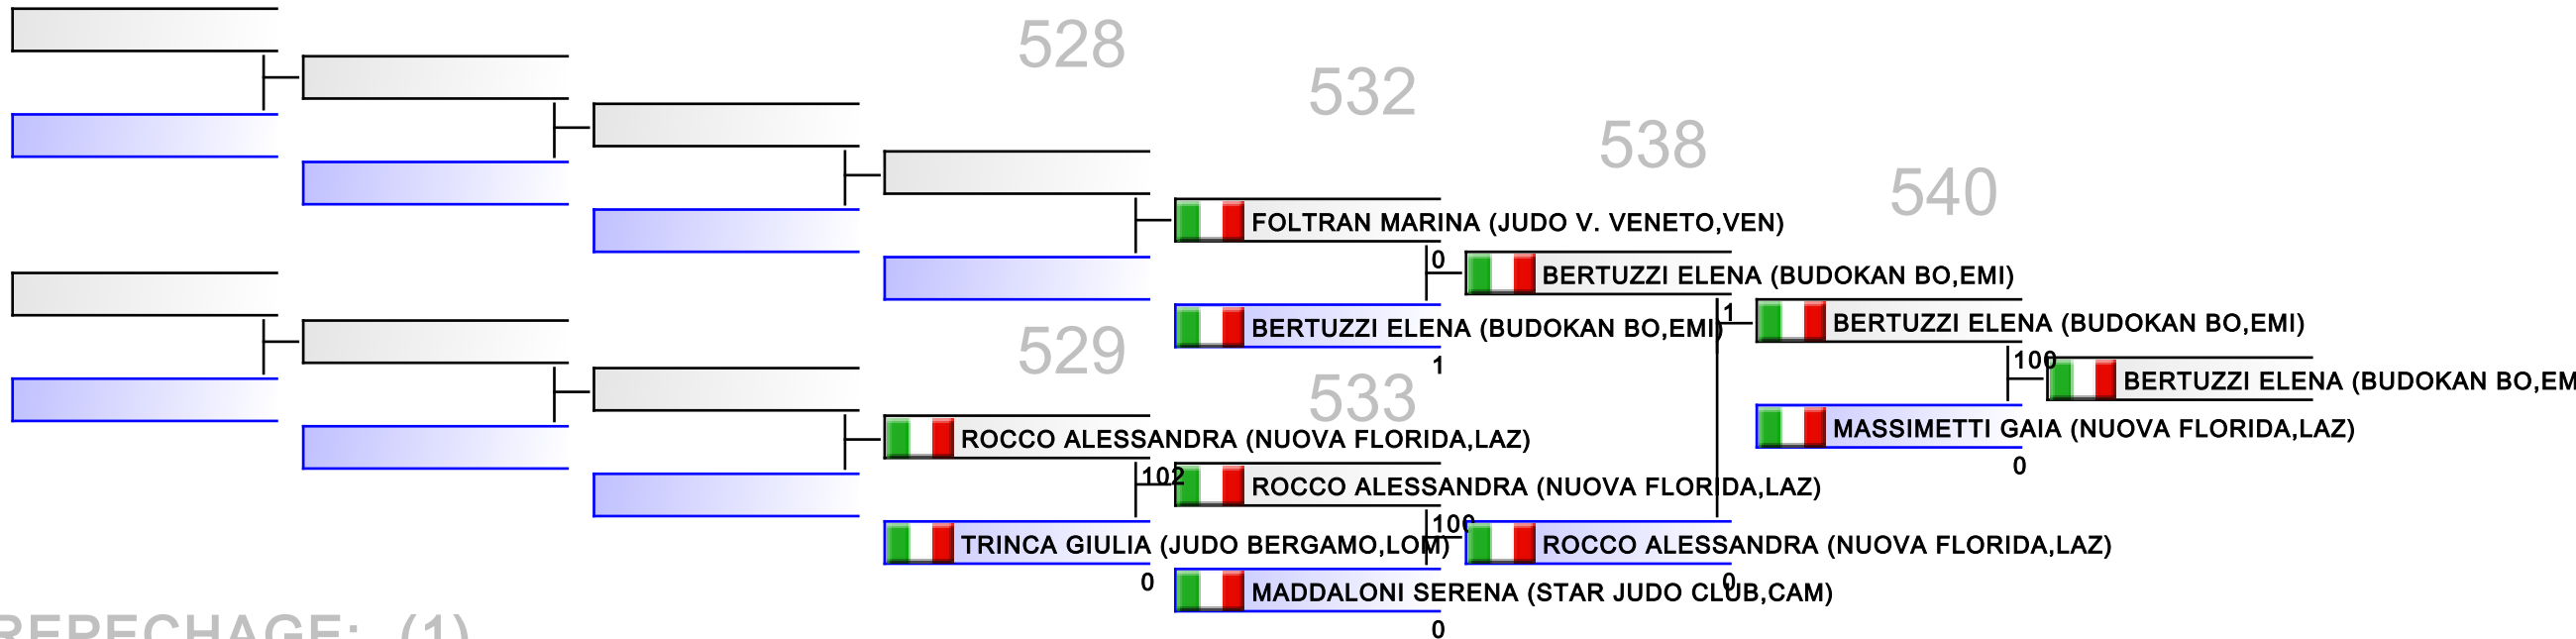 528
532
538
540
FOLTRAN MARINA (JUDO V. VENETO,VEN)
0
BERTUZZI ELENA (BUDOKAN BO,EMI)
1
BERTUZZI ELENA (BUDOKAN BO,EMI)
BERTUZZI ELENA (BUDOKAN BO,EMI)
529
1
100
533
BERTUZZI ELENA (BUDOKAN BO,EM
MASSIMETTI GAIA (NUOVA FLORIDA,LAZ)
ROCCO ALESSANDRA (NUOVA FLORIDA,LAZ)
0
102
ROCCO ALESSANDRA (NUOVA FLORIDA,LAZ)
100
TRINCA GIULIA (JUDO BERGAMO,LOM)
ROCCO ALESSANDRA (NUOVA FLORIDA,LAZ)
0
0
MADDALONI SERENA (STAR JUDO CLUB,CAM)
0
REPECHAGE: (1)